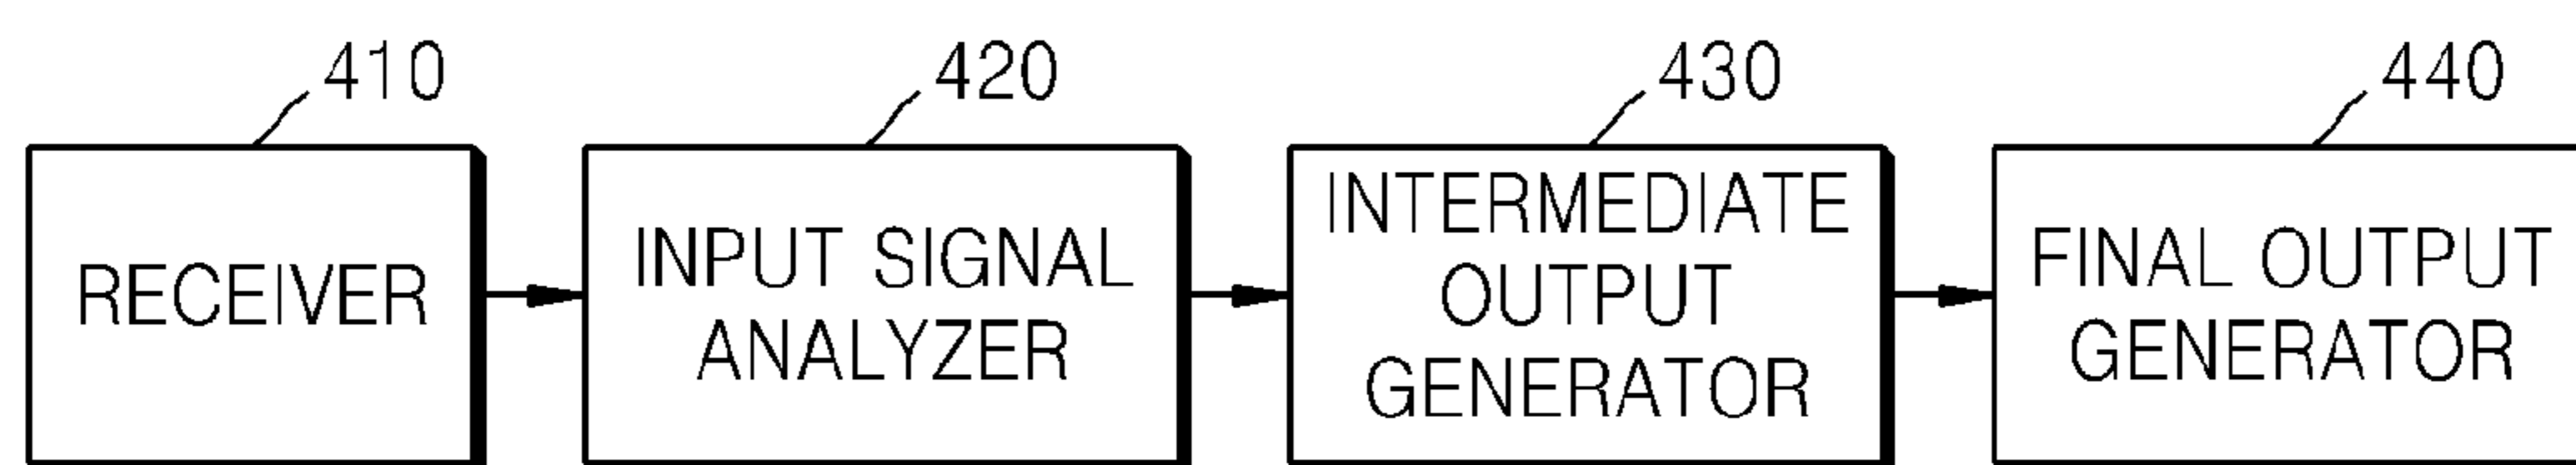 410
420
430
440
RECEIVER
INPUT SIGNAL
ANALYZER
INTERMEDIATE
OUTPUT
GENERATOR
FINAL OUTPUT
GENERATOR